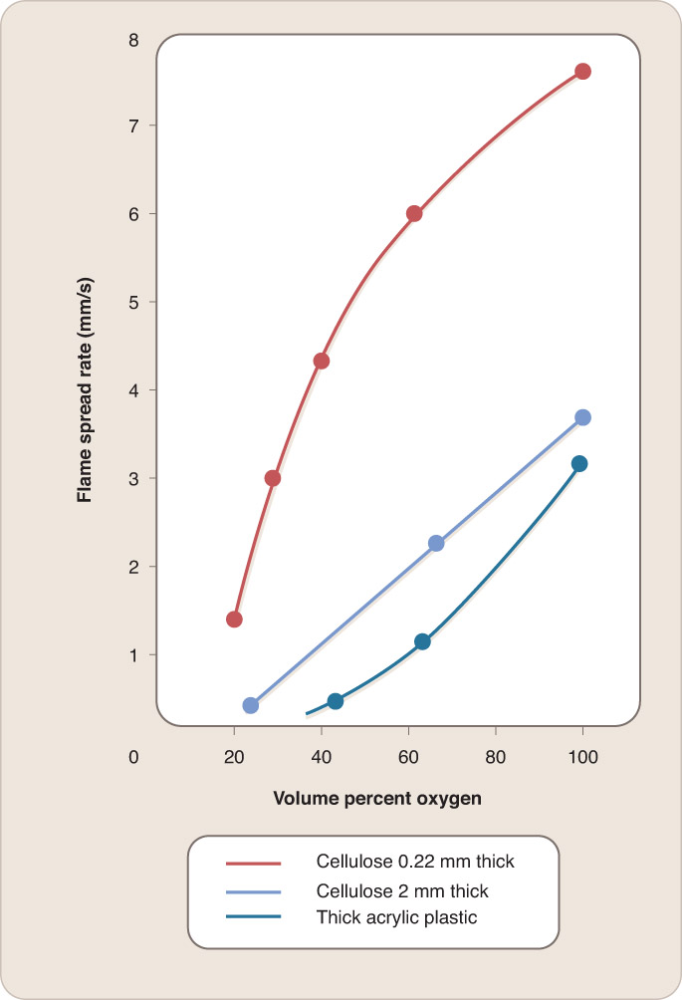 8
7
6
5
4
3
2
1
Flame spread rate (mm/s)
0 20 40 60 80 100
Volume percent oxygen
Cellulose 0.22 mm thick
Cellulose 2 mm thick
Thick acrylic plastic